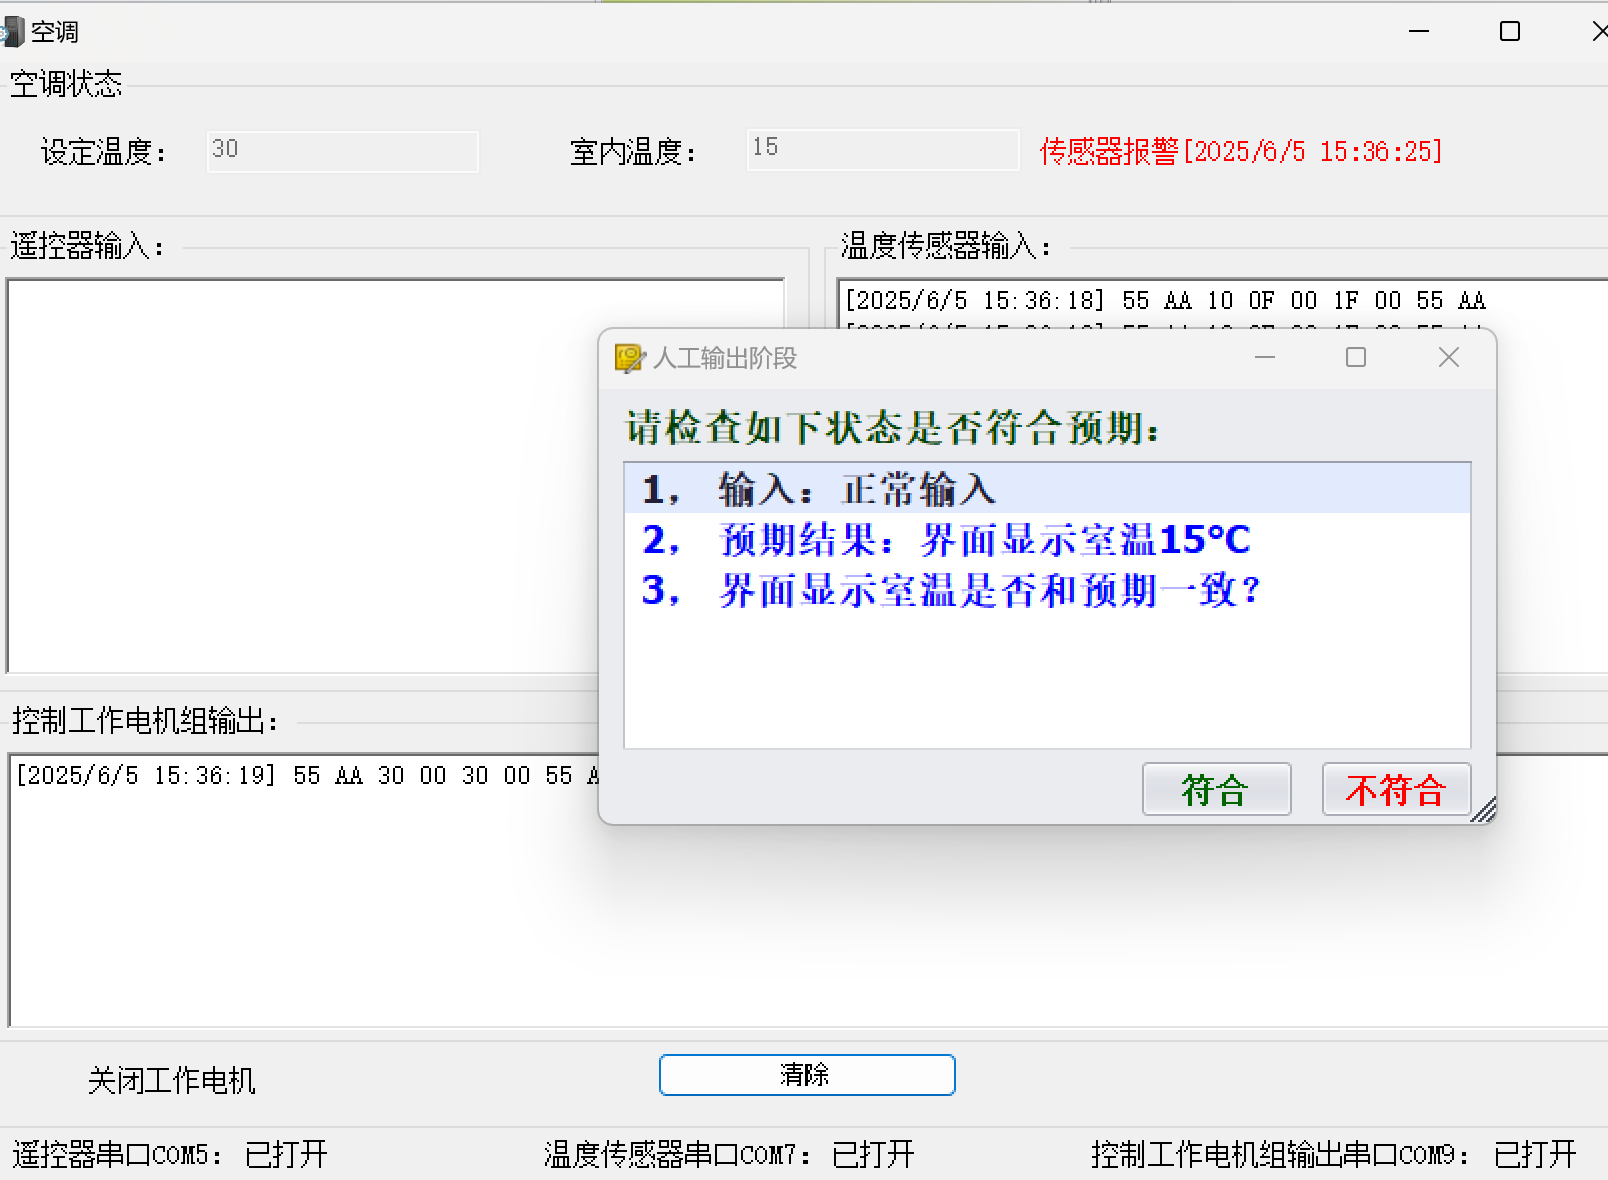 空调
空调状态
设定温度： 30 室内温度： 15 传感器报警[2025/6/5 15:36:25]
遥控器输入：
温度传感器输入：
[2025/6/5 15:36:18] 55 AA 10 0F 00 1F 00 55 AA
人工输出阶段
请检查如下状态是否符合预期：
1， 输入：正常输入
2， 预期结果：界面显示室温15℃
3， 界面显示室温是否和预期一致？
符合 不符合
控制工作电机组输出：
[2025/6/5 15:36:19] 55 AA 30 00 30 00 55
关闭工作电机 清除
遥控器串口COM5： 已打开 温度传感器串口COM7： 已打开 控制工作电机组输出串口COM9： 已打开